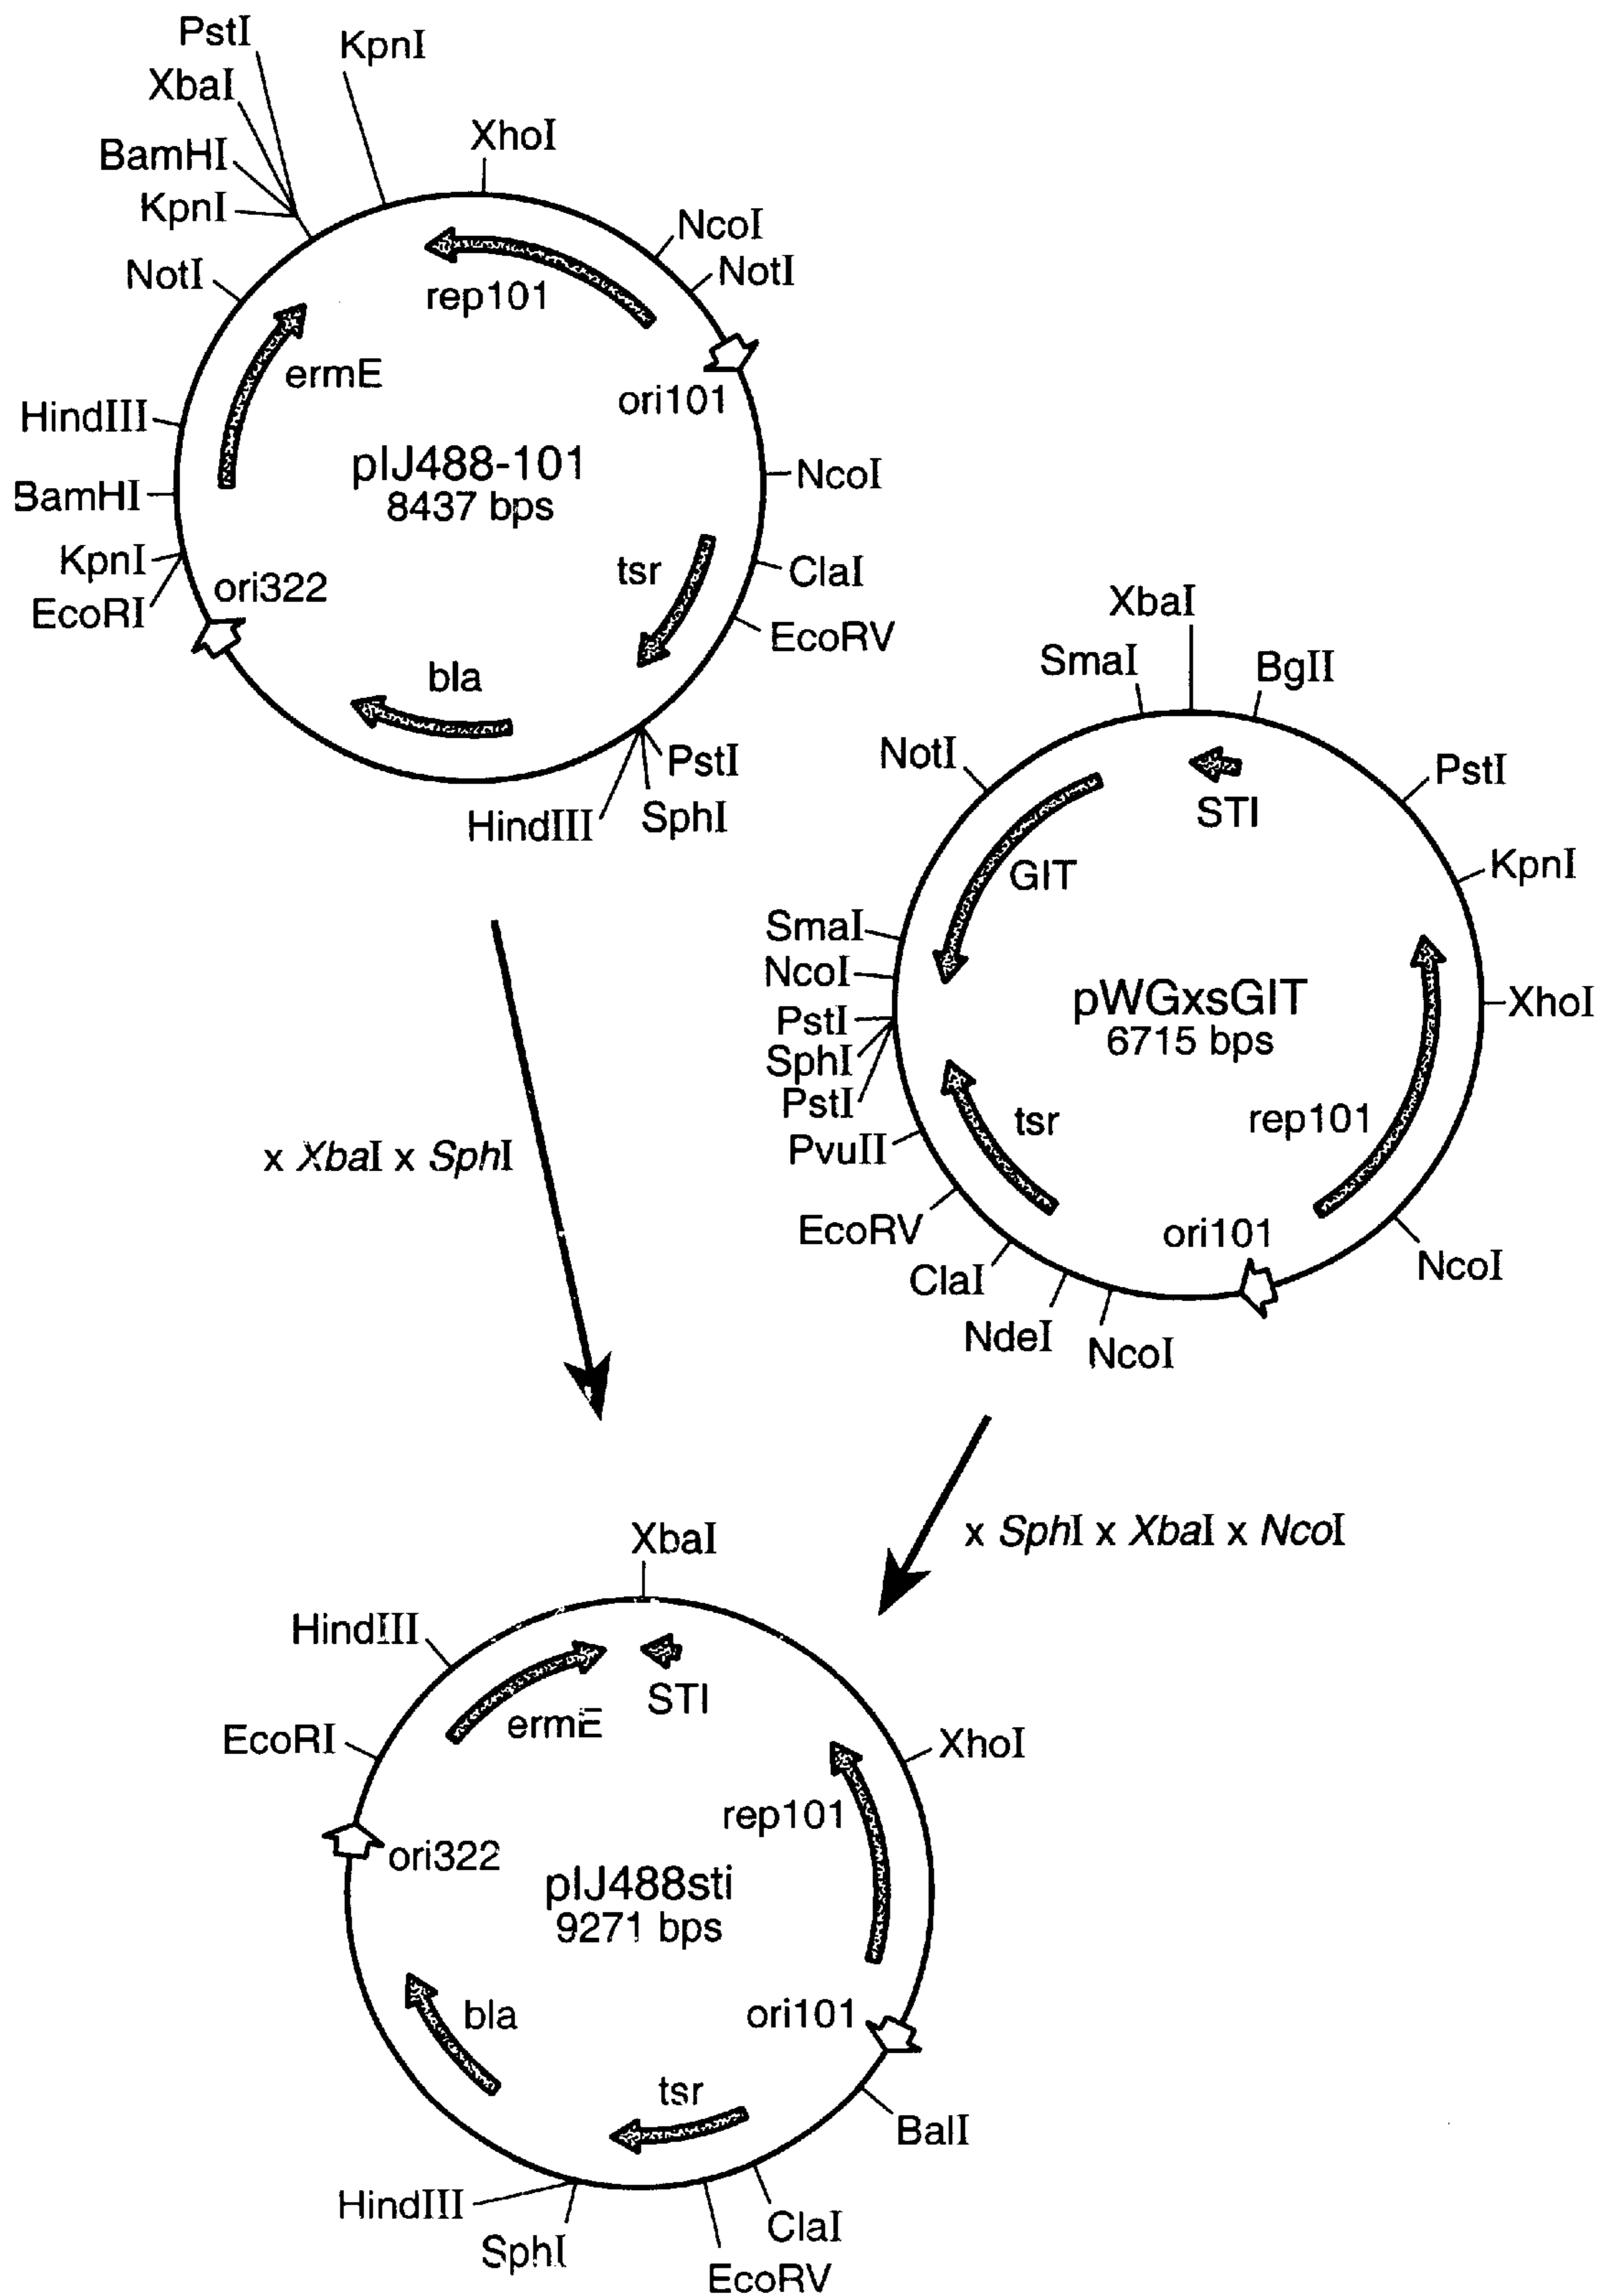 PstI
KpnI
XbaI
XhoI
BamHI
KpnI
NcoI
NotI
NotI
rep101
ermE
ori101
HindIII
pIJ488-101
NcoI
8437 bps
BamHI
KpnI
tsr
ClaI
ori322
EcoRI
XbaI
EcoRV
SmaI
BglI
bla
NotI
PstI
PstI
STI
HindIII
SphI
KpnI
GIT
SmaI
NcoI
pWGxsGIT
XhoI
PstI
6715 bps
SphI
PstI
tsr
rep101
x XbaI x SphI
PvuII
EcoRV
ori101
ClaI
NcoI
NdeI
NcoI
x SphI x XbaI x NcoI
XbaI
HindIII
STI
ermE
EcoRI
XhoI
rep101
ori322
pIJ488sti
9271 bps
ori101
bla
tsr
BalI
HindIII
ClaI
SphI
EcoRV